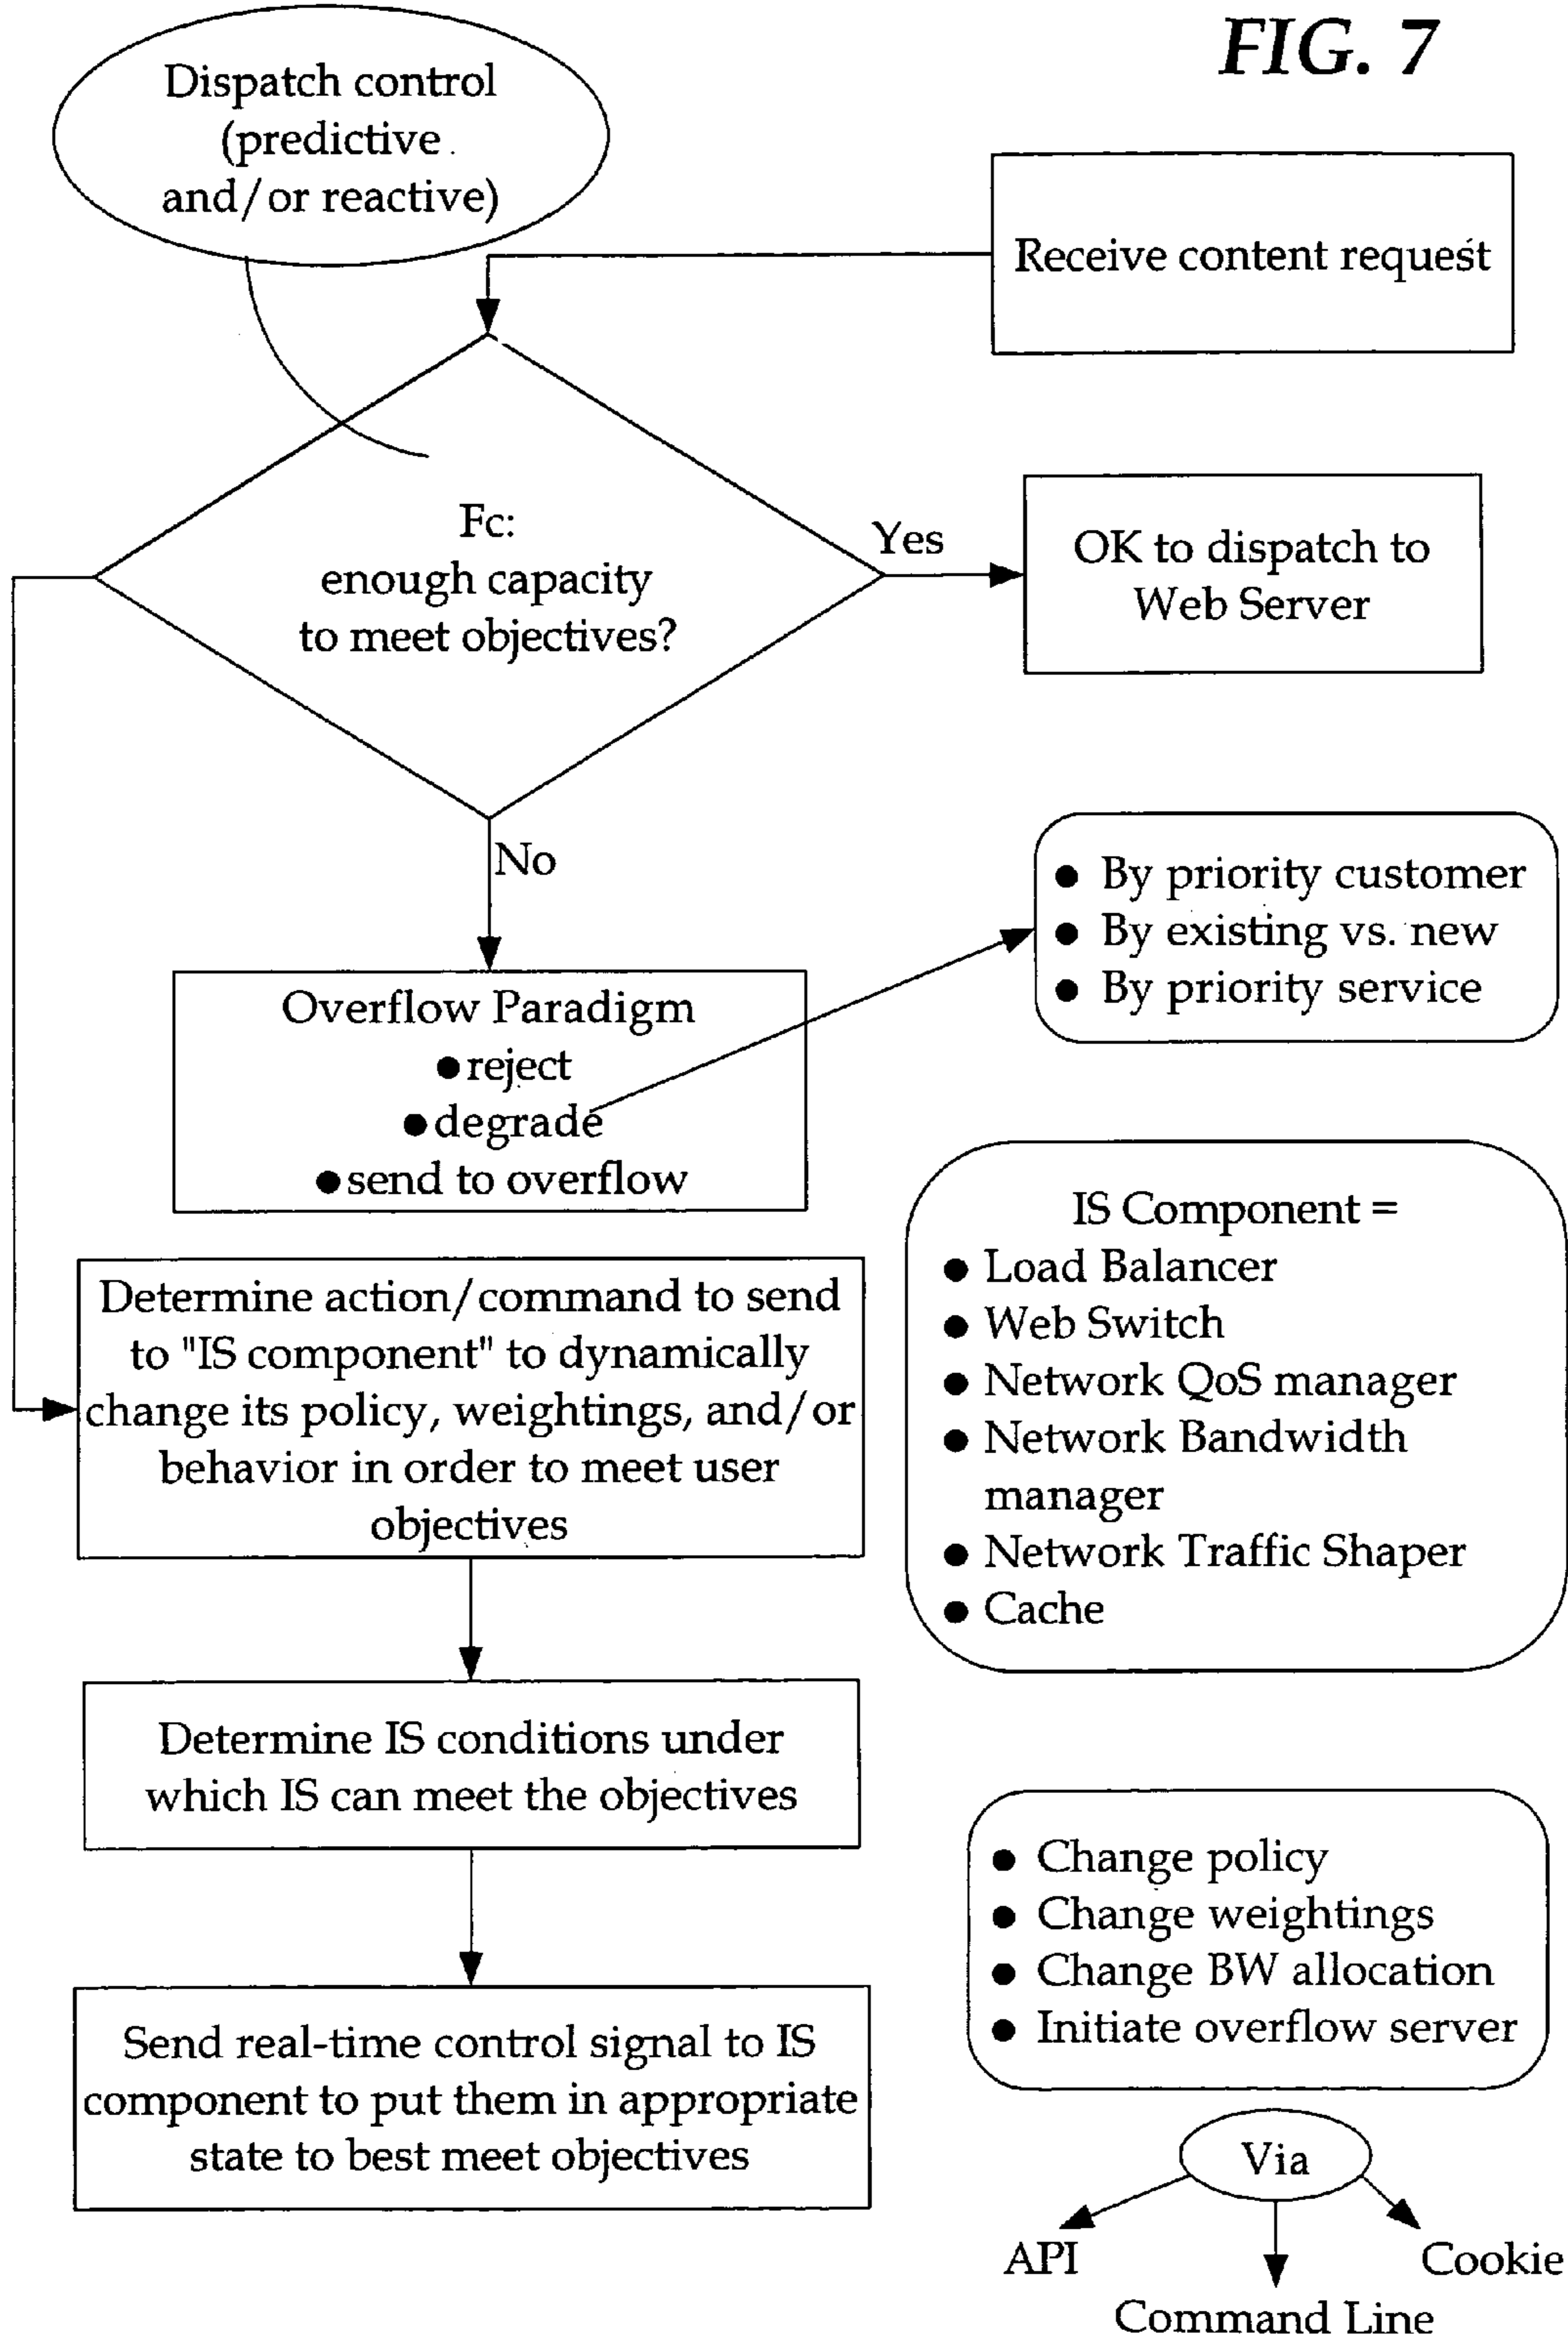 FIG. 7
Dispatch control
(predictive
and/or reactive)
Receive content request
Fc:
enough capacity
to meet objectives?
Yes
OK to dispatch to
Web Server
No
● By priority customer
● By existing vs. new
● By priority service
Overflow Paradigm
● reject
● degrade
● send to overflow
IS Component =
● Load Balancer
● Web Switch
● Network QoS manager
● Network Bandwidth
manager
● Network Traffic Shaper
● Cache
Determine action/command to send
to "IS component" to dynamically
change its policy, weightings, and/or
behavior in order to meet user
objectives
Determine IS conditions under
which IS can meet the objectives
● Change policy
● Change weightings
● Change BW allocation
● Initiate overflow server
Send real-time control signal to IS
component to put them in appropriate
state to best meet objectives
Via
API
Cookie
Command Line